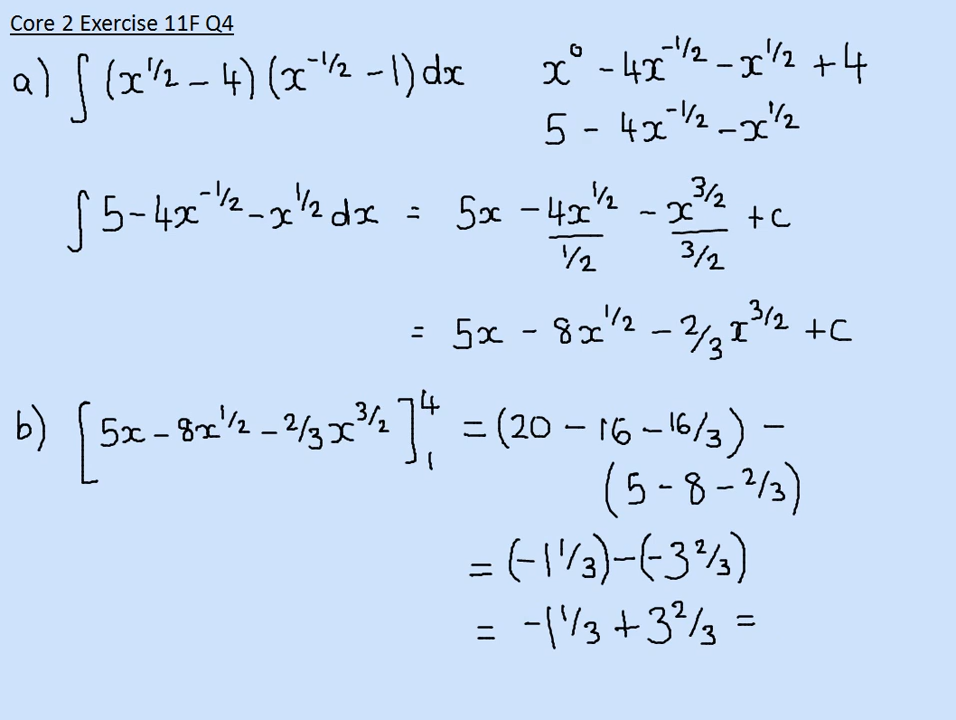 Core 2 Exercise 11F Q4
a) ∫ (x^1/2 - 4)(x^-1/2 - 1) dx
x^0 - 4x^-1/2 - x^1/2 + 4
5 - 4x^-1/2 - x^1/2
∫ 5 - 4x^-1/2 - x^1/2 dx = 5x - (4x^1/2)/(1/2) - (x^3/2)/(3/2) + c
= 5x - 8x^1/2 - 2/3 x^3/2 + c
b) [5x - 8x^1/2 - 2/3 x^3/2]^4_1 = (20 - 16 - 16/3) -
(5 - 8 - 2/3)
= (-1 1/3) - (-3 2/3)
= -1 1/3 + 3 2/3 =